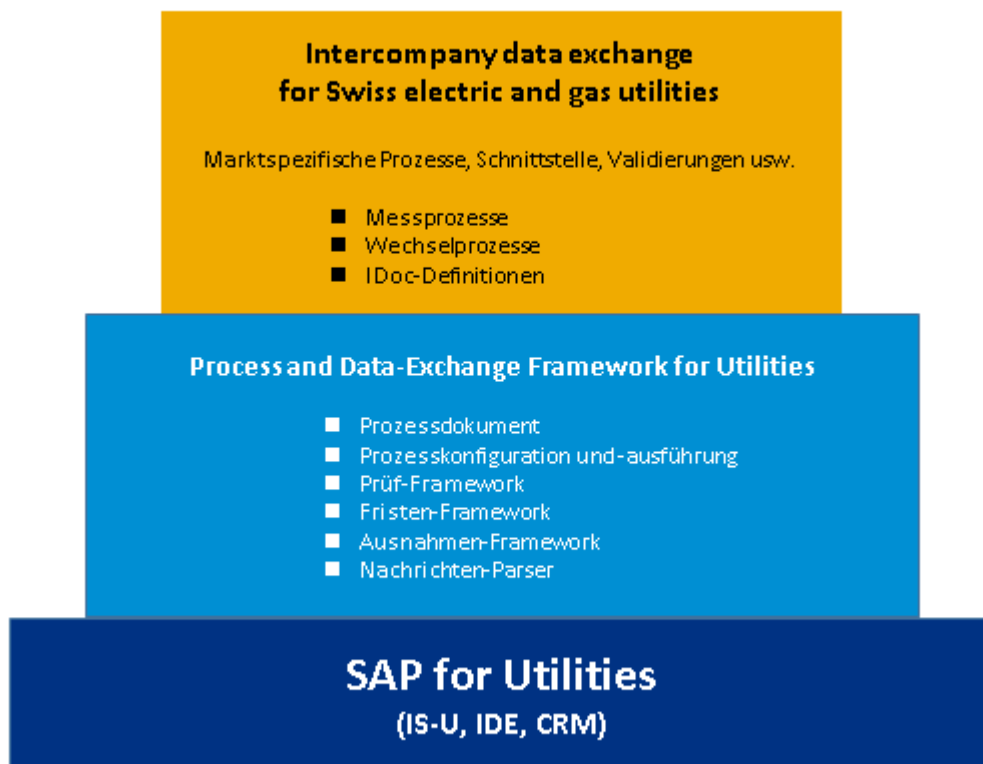 Intercompany data exchange
for Swiss electric and gas utilities
Marktspezifische Prozesse, Schnittstelle, Validierungen usw.
Messprozesse
Wechselprozesse
IDoc-Definitionen
Process and Data-Exchange Framework for Utilities
Prozessdokument
Prozesskonfiguration und -ausführung
Prüf-Framework
Fristen-Framework
Ausnahmen-Framework
Nachrichten-Parser
SAP for Utilities
(IS-U, IDE, CRM)